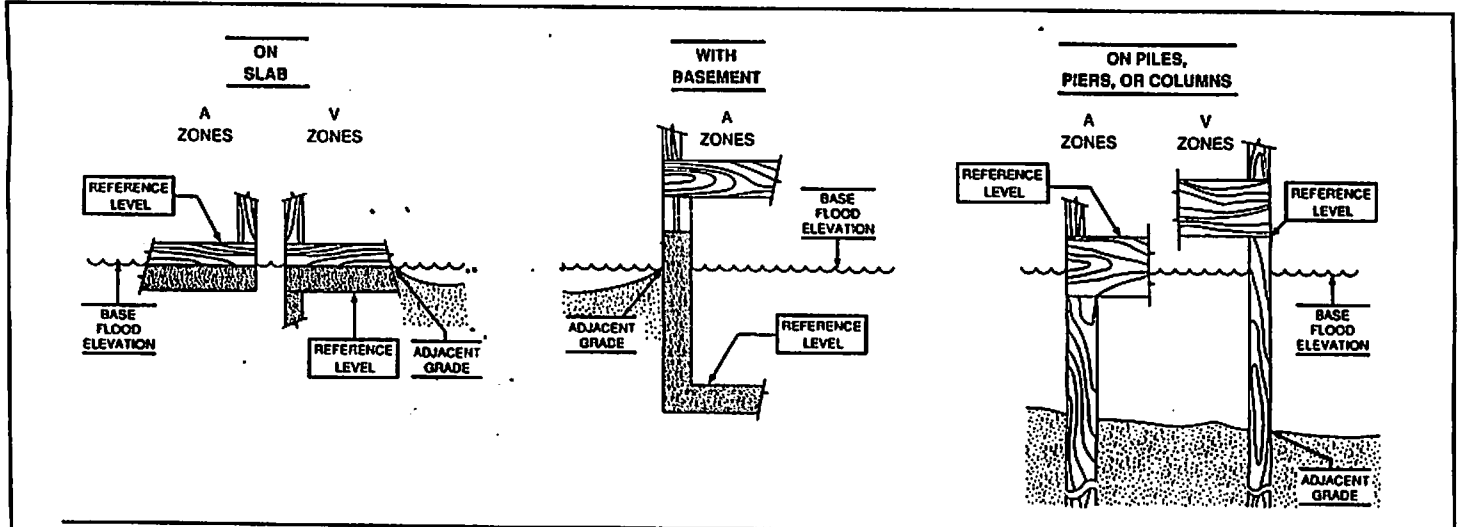 ON
SLAB
A
ZONES
V
ZONES
REFERENCE
LEVEL
BASE
FLOOD
ELEVATION
REFERENCE
LEVEL
ADJACENT
GRADE
WITH
BASEMENT
A
ZONES
BASE
FLOOD
ELEVATION
ADJACENT
GRADE
REFERENCE
LEVEL
ON PILES,
PIERS, OR COLUMNS
A
ZONES
V
ZONES
REFERENCE
LEVEL
REFERENCE
LEVEL
BASE
FLOOD
ELEVATION
ADJACENT
GRADE